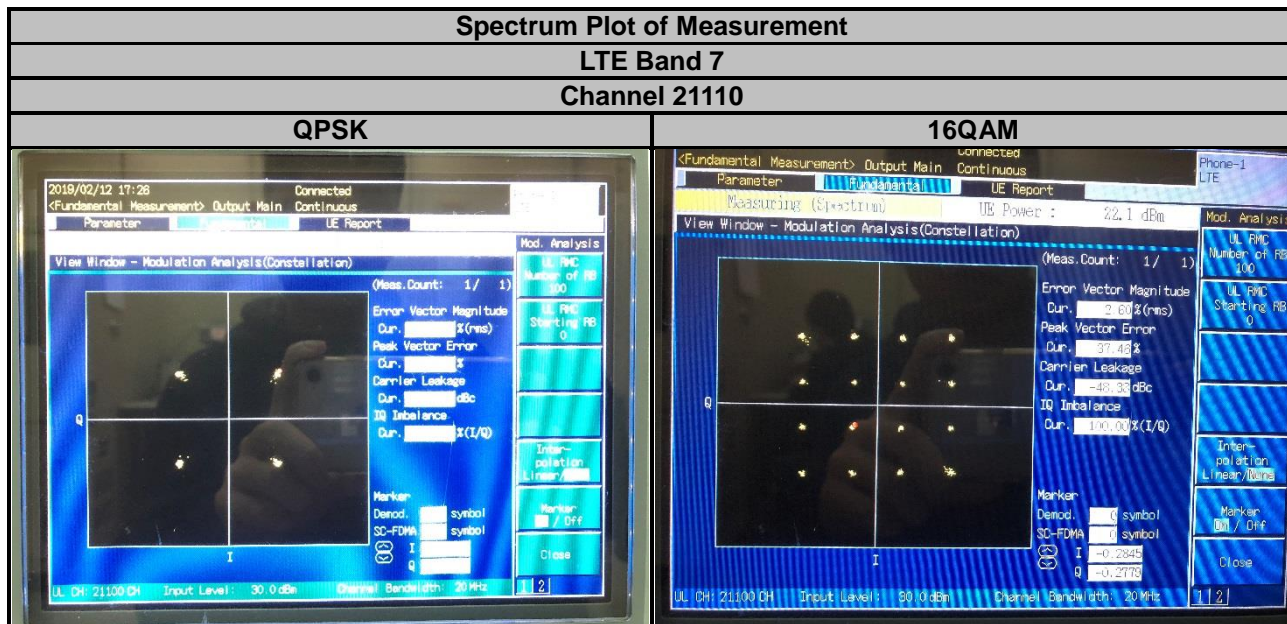 Spectrum Plot of Measurement
LTE Band 7
Channel 21110
QPSK
16QAM
2019/02/12 17:26 Connected
<Fundamental Measurement> Output Main Continuous
Parameter UE Report
Mod. Analysis
View Window - Modulation Analysis(Constellation)
(Meas.Count: 1/ 1)
Error Vector Magnitude
Cur. %(rms)
Peak Vector Error
Cur. %
Carrier Leakage
Cur. dBc
IQ Imbalance
Cur. %(I/Q)
Q
I
Marker
Demod. symbol
SC-FDMA symbol
I
Q
UL RMC
Number of RB
100
UL RMC
Starting RB
0
Inter-
polation
Linear/
Marker
/ Off
Close
UL CH: 21100 CH Input Level: 30.0 dBm Channel Bandwidth: 20 MHz 1 2
Connected
<Fundamental Measurement> Output Main Continuous
Phone-1
LTE
Parameter Fundamental UE Report
Measuring (Spectrum) UE Power : 22.1 dBm
Mod. Analysis
View Window - Modulation Analysis(Constellation)
(Meas.Count: 1/ 1)
Error Vector Magnitude
Cur. 2.60 %(rms)
Peak Vector Error
Cur. 37.48 %
Carrier Leakage
Cur. dBc
IQ Imbalance
Cur. 100.00 %(I/Q)
Q
I
Marker
Demod. 0 symbol
SC-FDMA 0 symbol
I -0.2845
Q -0.2779
UL RMC
Number of RB
100
UL RMC
Starting RB
0
Inter-
polation
Linear/None
Marker
On / Off
Close
UL CH: 21100 CH Input Level: 30.0 dBm Channel Bandwidth: 20 MHz 1 2